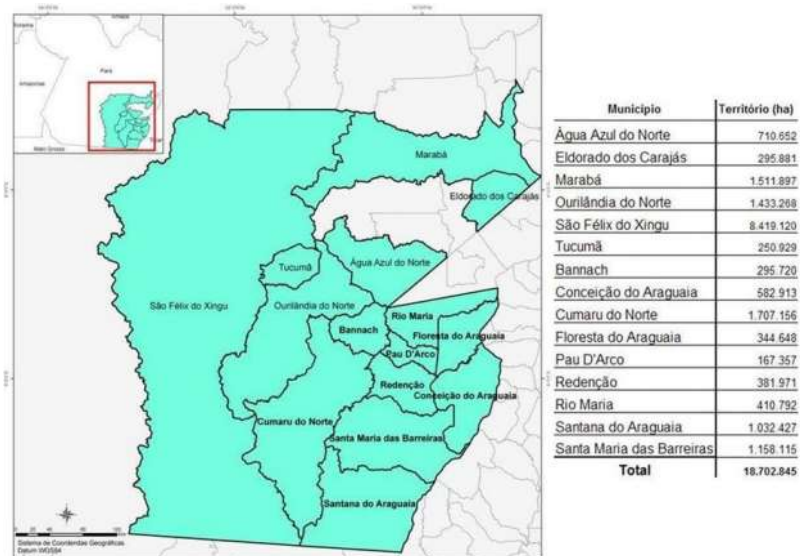 Pará
Amazonas
Mato Grosso
Marabá
Eldorado dos Carajás
Água Azul do Norte
Tucumã
São Félix do Xingu
Ourilândia do Norte
Rio Maria
Bannach
Floresta do Araguaia
Pau D'Arco
Redenção
Conceição do Araguaia
Cumaru do Norte
Santa Maria das Barreiras
Santana do Araguaia
Sistema de Coordendas Geográficas
Datum WGS84
Município Território (ha)
Água Azul do Norte 710.652
Eldorado dos Carajás 295.881
Marabá 1.511.897
Ourilândia do Norte 1.433.268
São Félix do Xingu 8.419.120
Tucumã 250.929
Bannach 295.720
Conceição do Araguaia 582.913
Cumaru do Norte 1.707.156
Floresta do Araguaia 344.648
Pau D'Arco 167.357
Redenção 381.971
Rio Maria 410.792
Santana do Araguaia 1.032.427
Santa Maria das Barreiras 1.158.115
Total 18.702.845